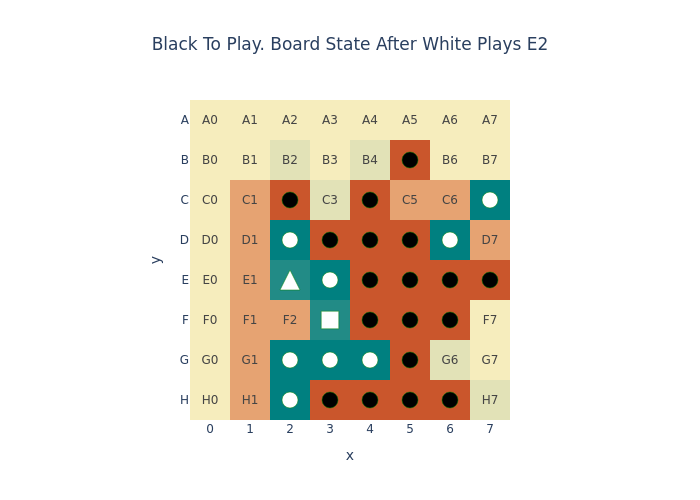 Black To Play. Board State After White Plays E2
A A0 A1 A2 A3 A4 A5 A6 A7
B B0 B1 B2 B3 B4 B6 B7
C C0 C1 C3 C5 C6
D D0 D1 D7
E E0 E1
F F0 F1 F2 F7
G G0 G1 G6 G7
H H0 H1 H7
0 1 2 3 4 5 6 7
x
y